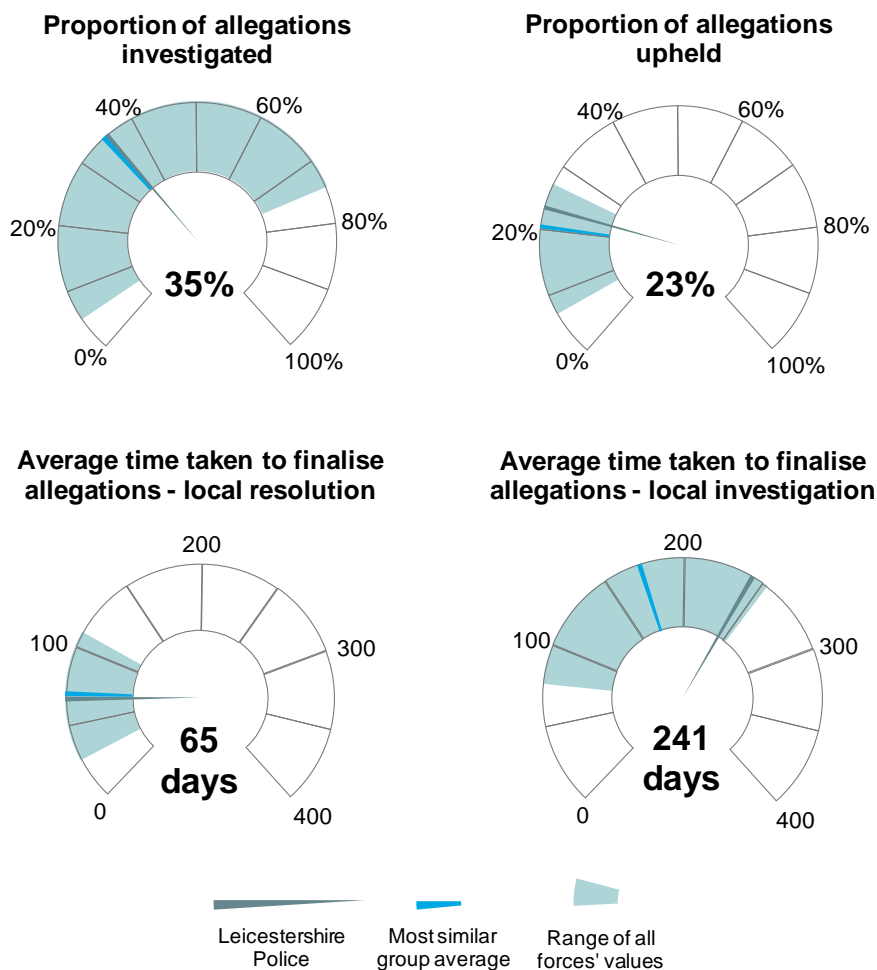 Proportion of allegations
investigated
40%
60%
20%
80%
35%
0%
100%
Proportion of allegations
upheld
40%
60%
20%
80%
23%
0%
100%
Average time taken to finalise
allegations - local resolution
200
100
300
65
days
0
400
Average time taken to finalise
allegations - local investigation
200
100
300
241
days
0
400
Leicestershire
Police
Most similar
group average
Range of all
forces' values